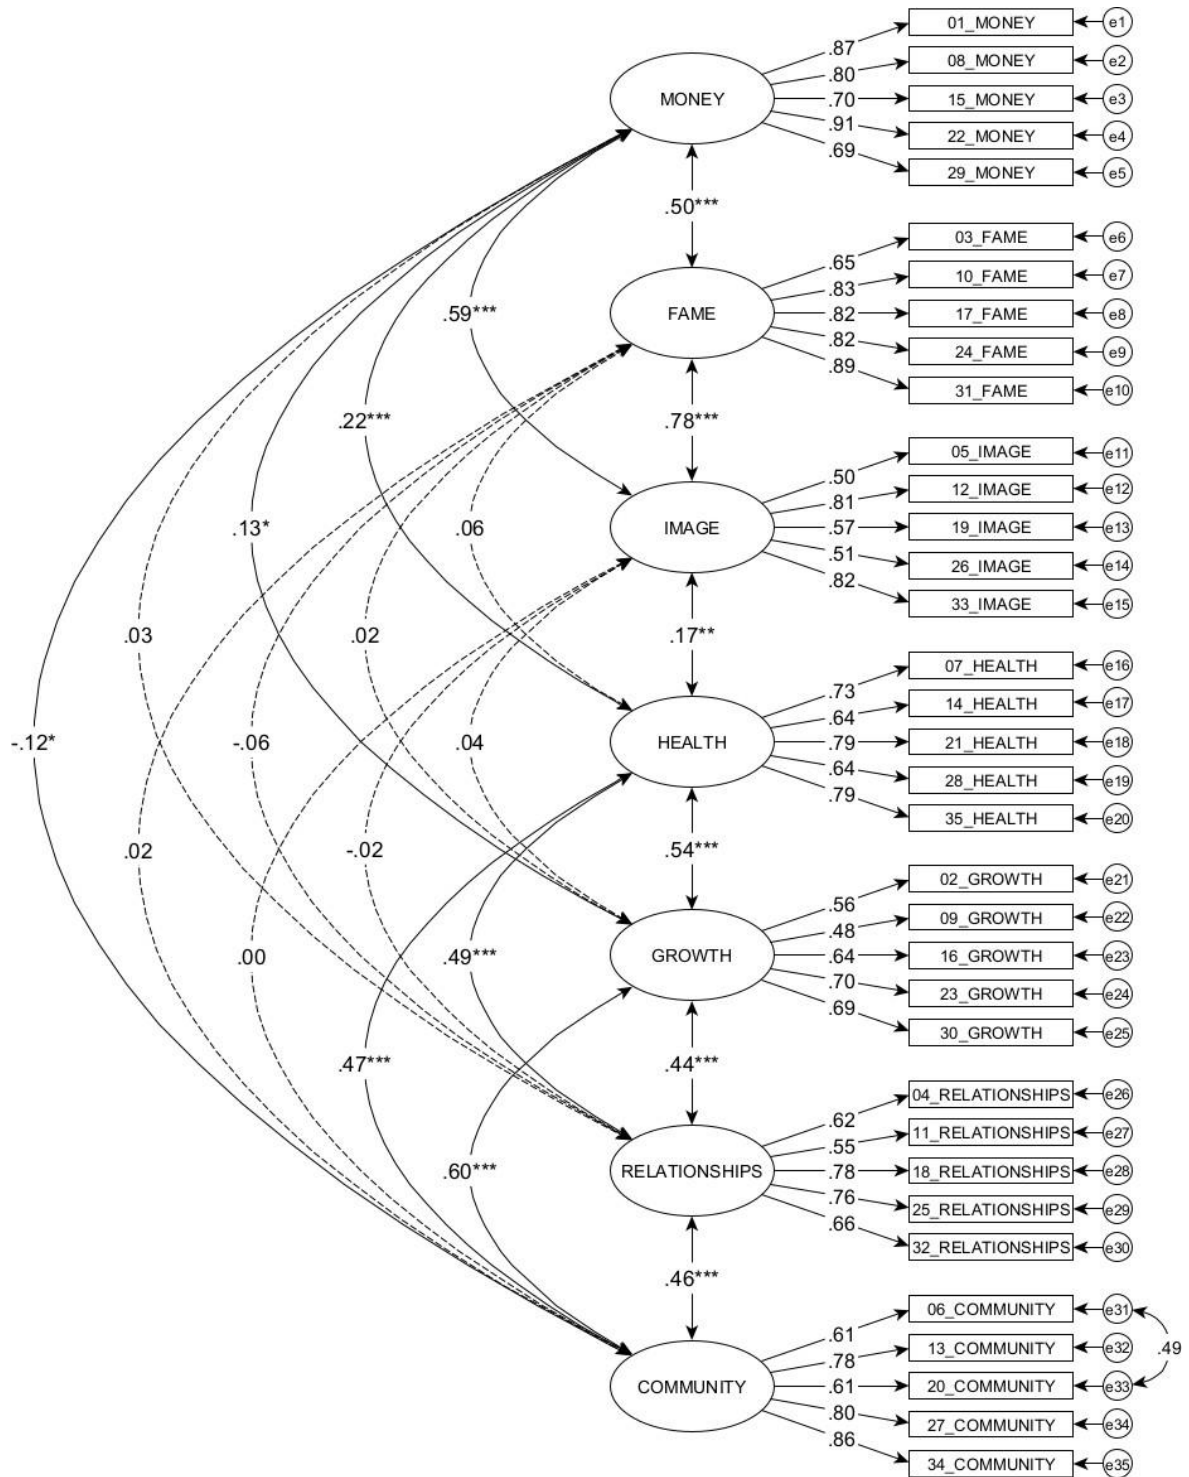 01_MONEY e1
.87
08_MONEY e2
.80
MONEY .70 15_MONEY e3
.91
22_MONEY e4
.69
29_MONEY e5
.50***
03_FAME e6
.65
10_FAME e7
.83
.59*** FAME .82 17_FAME e8
.82
24_FAME e9
.89
31_FAME e10
.22*** .78***
05_IMAGE e11
.50
12_IMAGE e12
.81
.13* .06 IMAGE .57 19_IMAGE e13
.51
26_IMAGE e14
.82
33_IMAGE e15
.03 .02 .17**
07_HEALTH e16
.73
14_HEALTH e17
.64
-.12* -.06 .04 HEALTH .79 21_HEALTH e18
.64
28_HEALTH e19
.79
35_HEALTH e20
.02 -.02 .54***
02_GROWTH e21
.56
09_GROWTH e22
.48
.00 .49*** GROWTH .64 16_GROWTH e23
.70
23_GROWTH e24
.69
30_GROWTH e25
.47*** .44***
04_RELATIONSHIPS e26
.62
11_RELATIONSHIPS e27
.55
.60*** RELATIONSHIPS .78 18_RELATIONSHIPS e28
.76
25_RELATIONSHIPS e29
.66
32_RELATIONSHIPS e30
.46***
06_COMMUNITY e31
.61
13_COMMUNITY e32 .49
.78
COMMUNITY .61 20_COMMUNITY e33
.80
27_COMMUNITY e34
.86
34_COMMUNITY e35